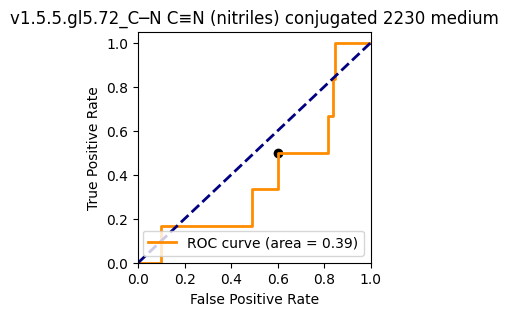 v1.5.5.gl5.72_C─N C≡N (nitriles) conjugated 2230 medium
1.0
0.8
0.6
0.4
0.2
0.0
True Positive Rate
ROC curve (area = 0.39)
0.0 0.2 0.4 0.6 0.8 1.0
False Positive Rate